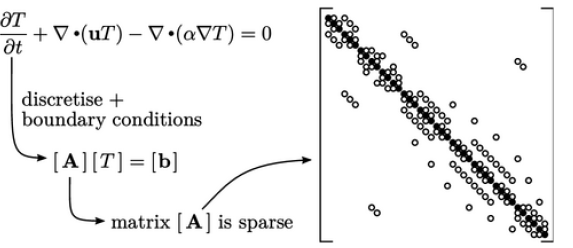 ∂T/∂t + ∇•(uT) − ∇•(α∇T) = 0
discretise +
boundary conditions
[A][T] = [b]
matrix [A] is sparse